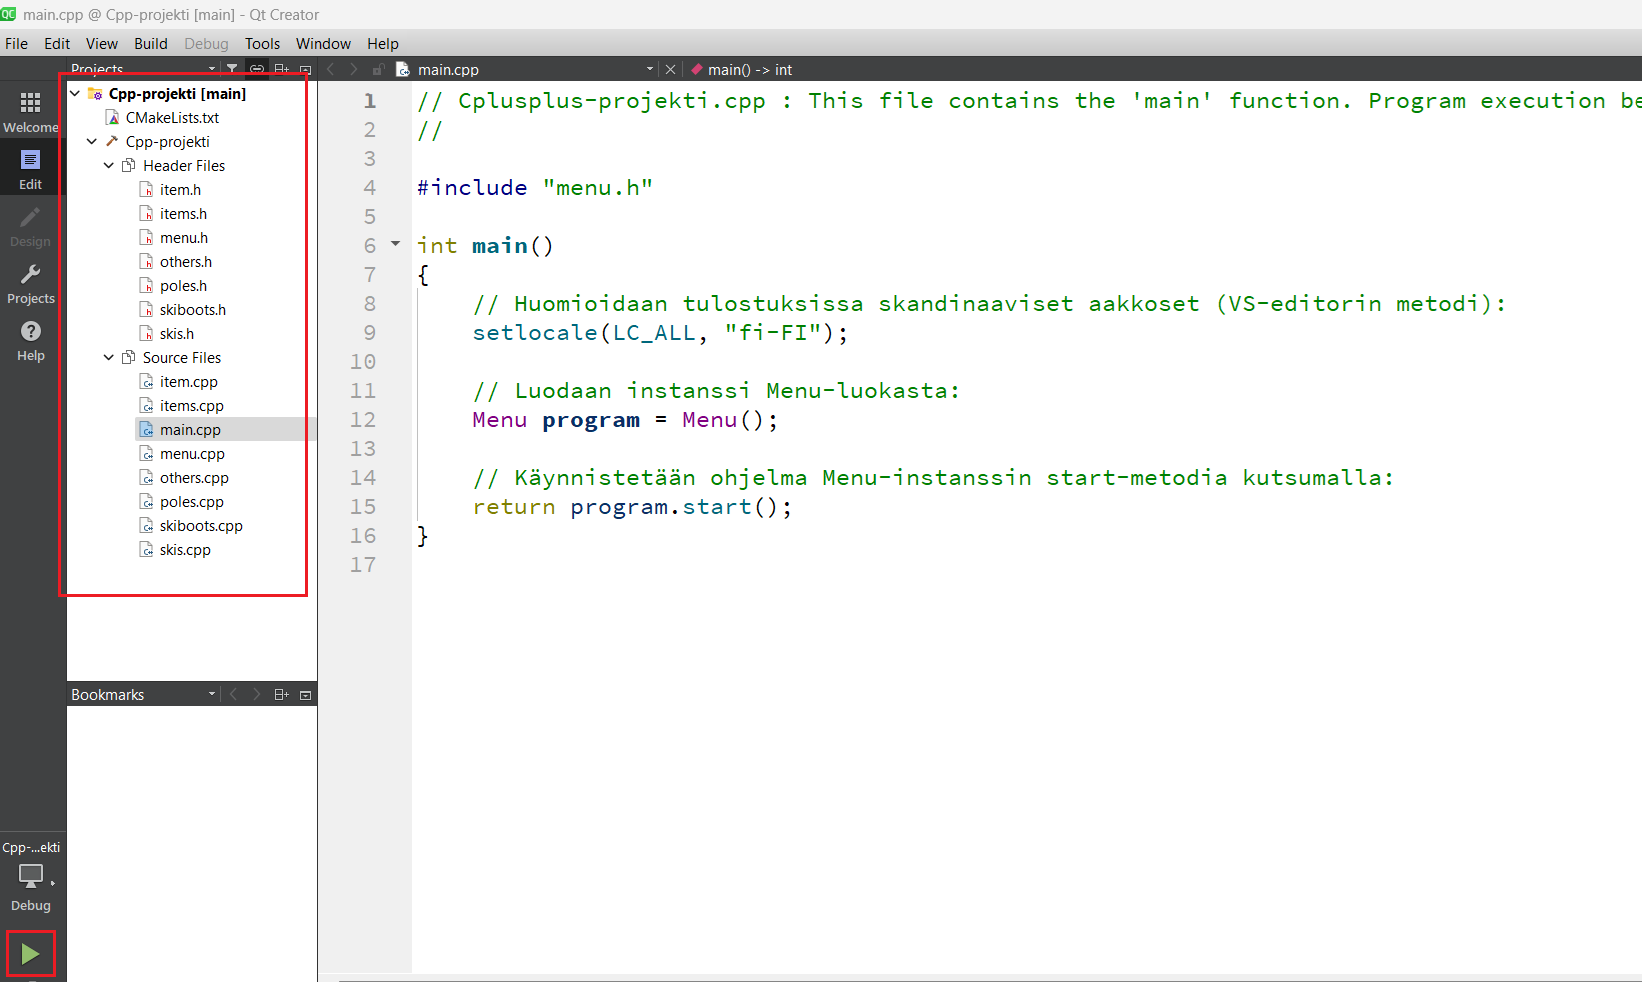 main.cpp @ Cpp-projekti [main] - Qt Creator
File Edit View Build Debug Tools Window Help
Projects
main.cpp
main() -> int
Welcome
Edit
Design
Projects
Help
Cpp-projekti [main]
CMakeLists.txt
Cpp-projekti
Header Files
item.h
items.h
menu.h
others.h
poles.h
skiboots.h
skis.h
Source Files
item.cpp
items.cpp
main.cpp
menu.cpp
others.cpp
poles.cpp
skiboots.cpp
skis.cpp
Bookmarks
Cpp-...ekti
Debug
1 // Cplusplus-projekti.cpp : This file contains the 'main' function. Program execution be
2 //
3
4 #include "menu.h"
5
6 int main()
7 {
8 // Huomioidaan tulostuksissa skandinaaviset aakkoset (VS-editorin metodi):
9 setlocale(LC_ALL, "fi-FI");
10
11 // Luodaan instanssi Menu-luokasta:
12 Menu program = Menu();
13
14 // Käynnistetään ohjelma Menu-instanssin start-metodia kutsumalla:
15 return program.start();
16 }
17